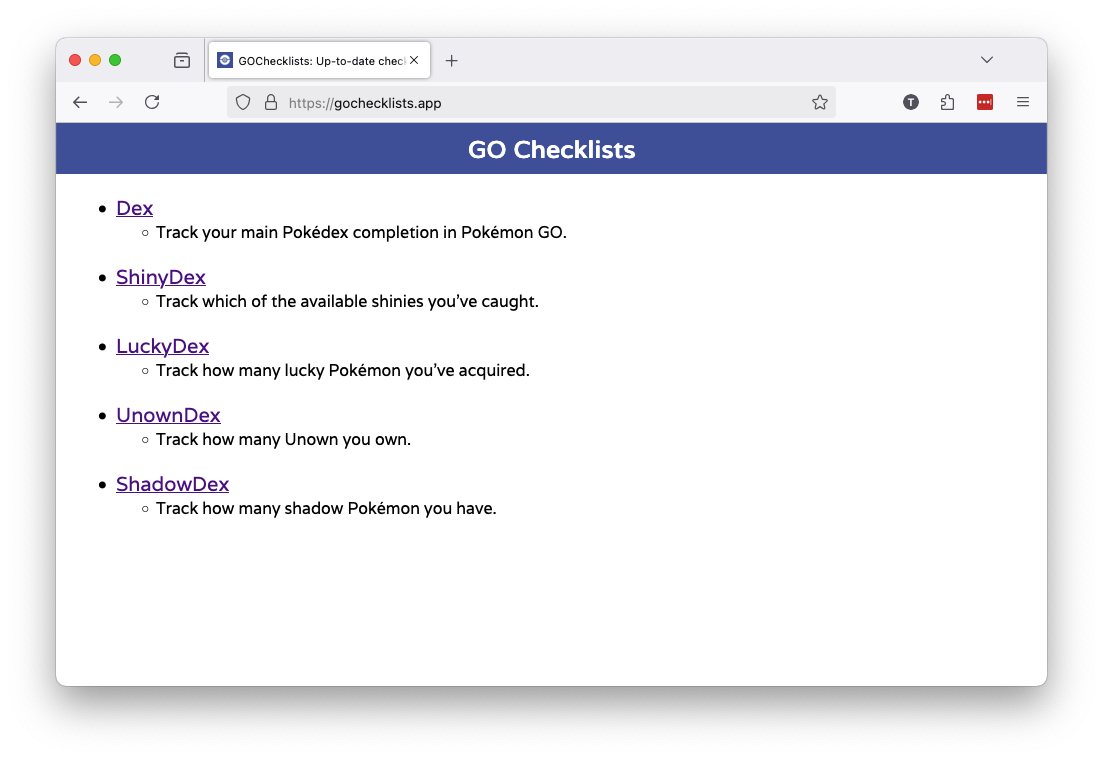 GOChecklists: Up-to-date chec
https://gochecklists.app
T
GO Checklists
Dex
Track your main Pokédex completion in Pokémon GO.
ShinyDex
Track which of the available shinies you’ve caught.
LuckyDex
Track how many lucky Pokémon you’ve acquired.
UnownDex
Track how many Unown you own.
ShadowDex
Track how many shadow Pokémon you have.